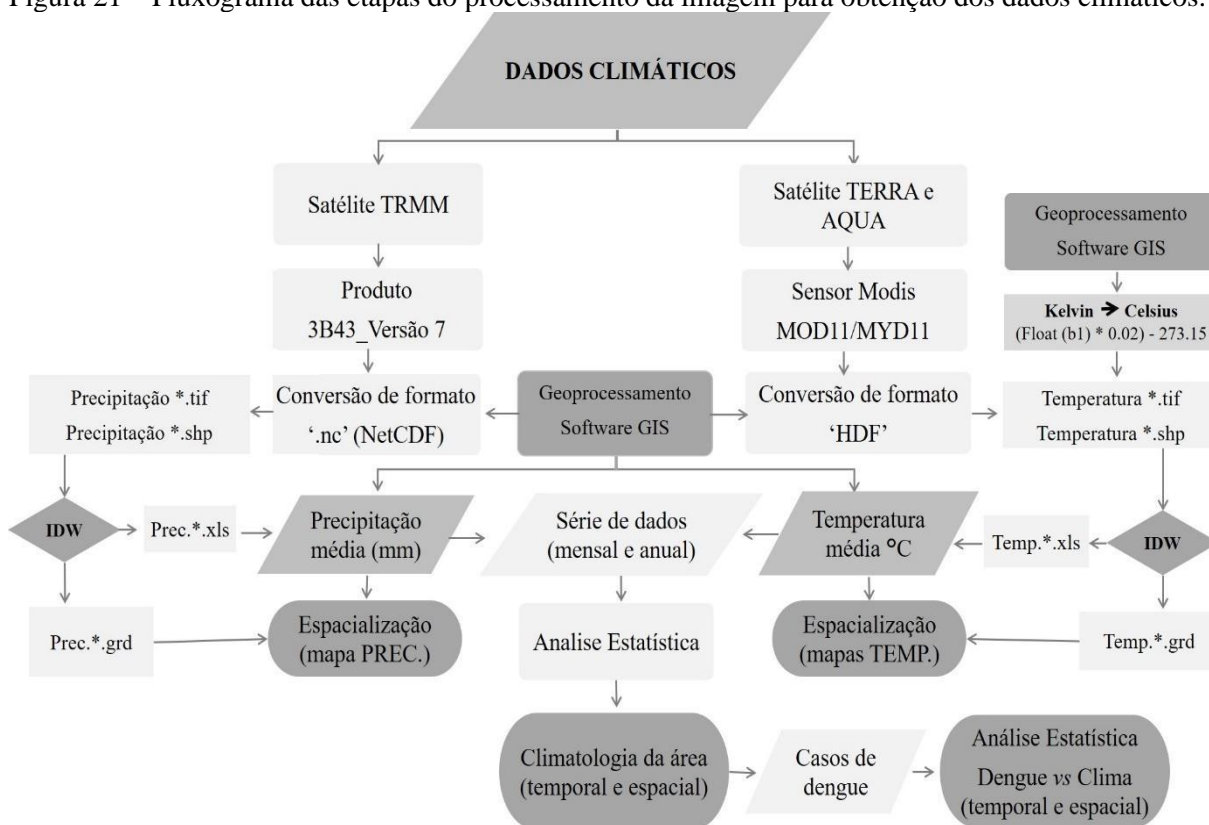 Figura 21 – Fluxograma das etapas do processamento da imagem para obtenção dos dados climáticos.
DADOS CLIMÁTICOS
Satélite TRMM
Satélite TERRA e
AQUA
Geoprocessamento
Software GIS
Produto
3B43_Versão 7
Sensor Modis
MOD11/MYD11
Kelvin ➔ Celsius
(Float (b1) * 0.02) - 273.15
Precipitação *.tif
Precipitação *.shp
Conversão de formato
‘.nc’ (NetCDF)
Geoprocessamento
Software GIS
Conversão de formato
‘HDF’
Temperatura *.tif
Temperatura *.shp
IDW
Prec.*.xls
Precipitação
média (mm)
Série de dados
(mensal e anual)
Temperatura
média °C
Temp.*.xls
IDW
Prec.*.grd
Espacialização
(mapa PREC.)
Analise Estatística
Espacialização
(mapas TEMP.)
Temp.*.grd
Climatologia da área
(temporal e espacial)
Casos de
dengue
Análise Estatística
Dengue vs Clima
(temporal e espacial)